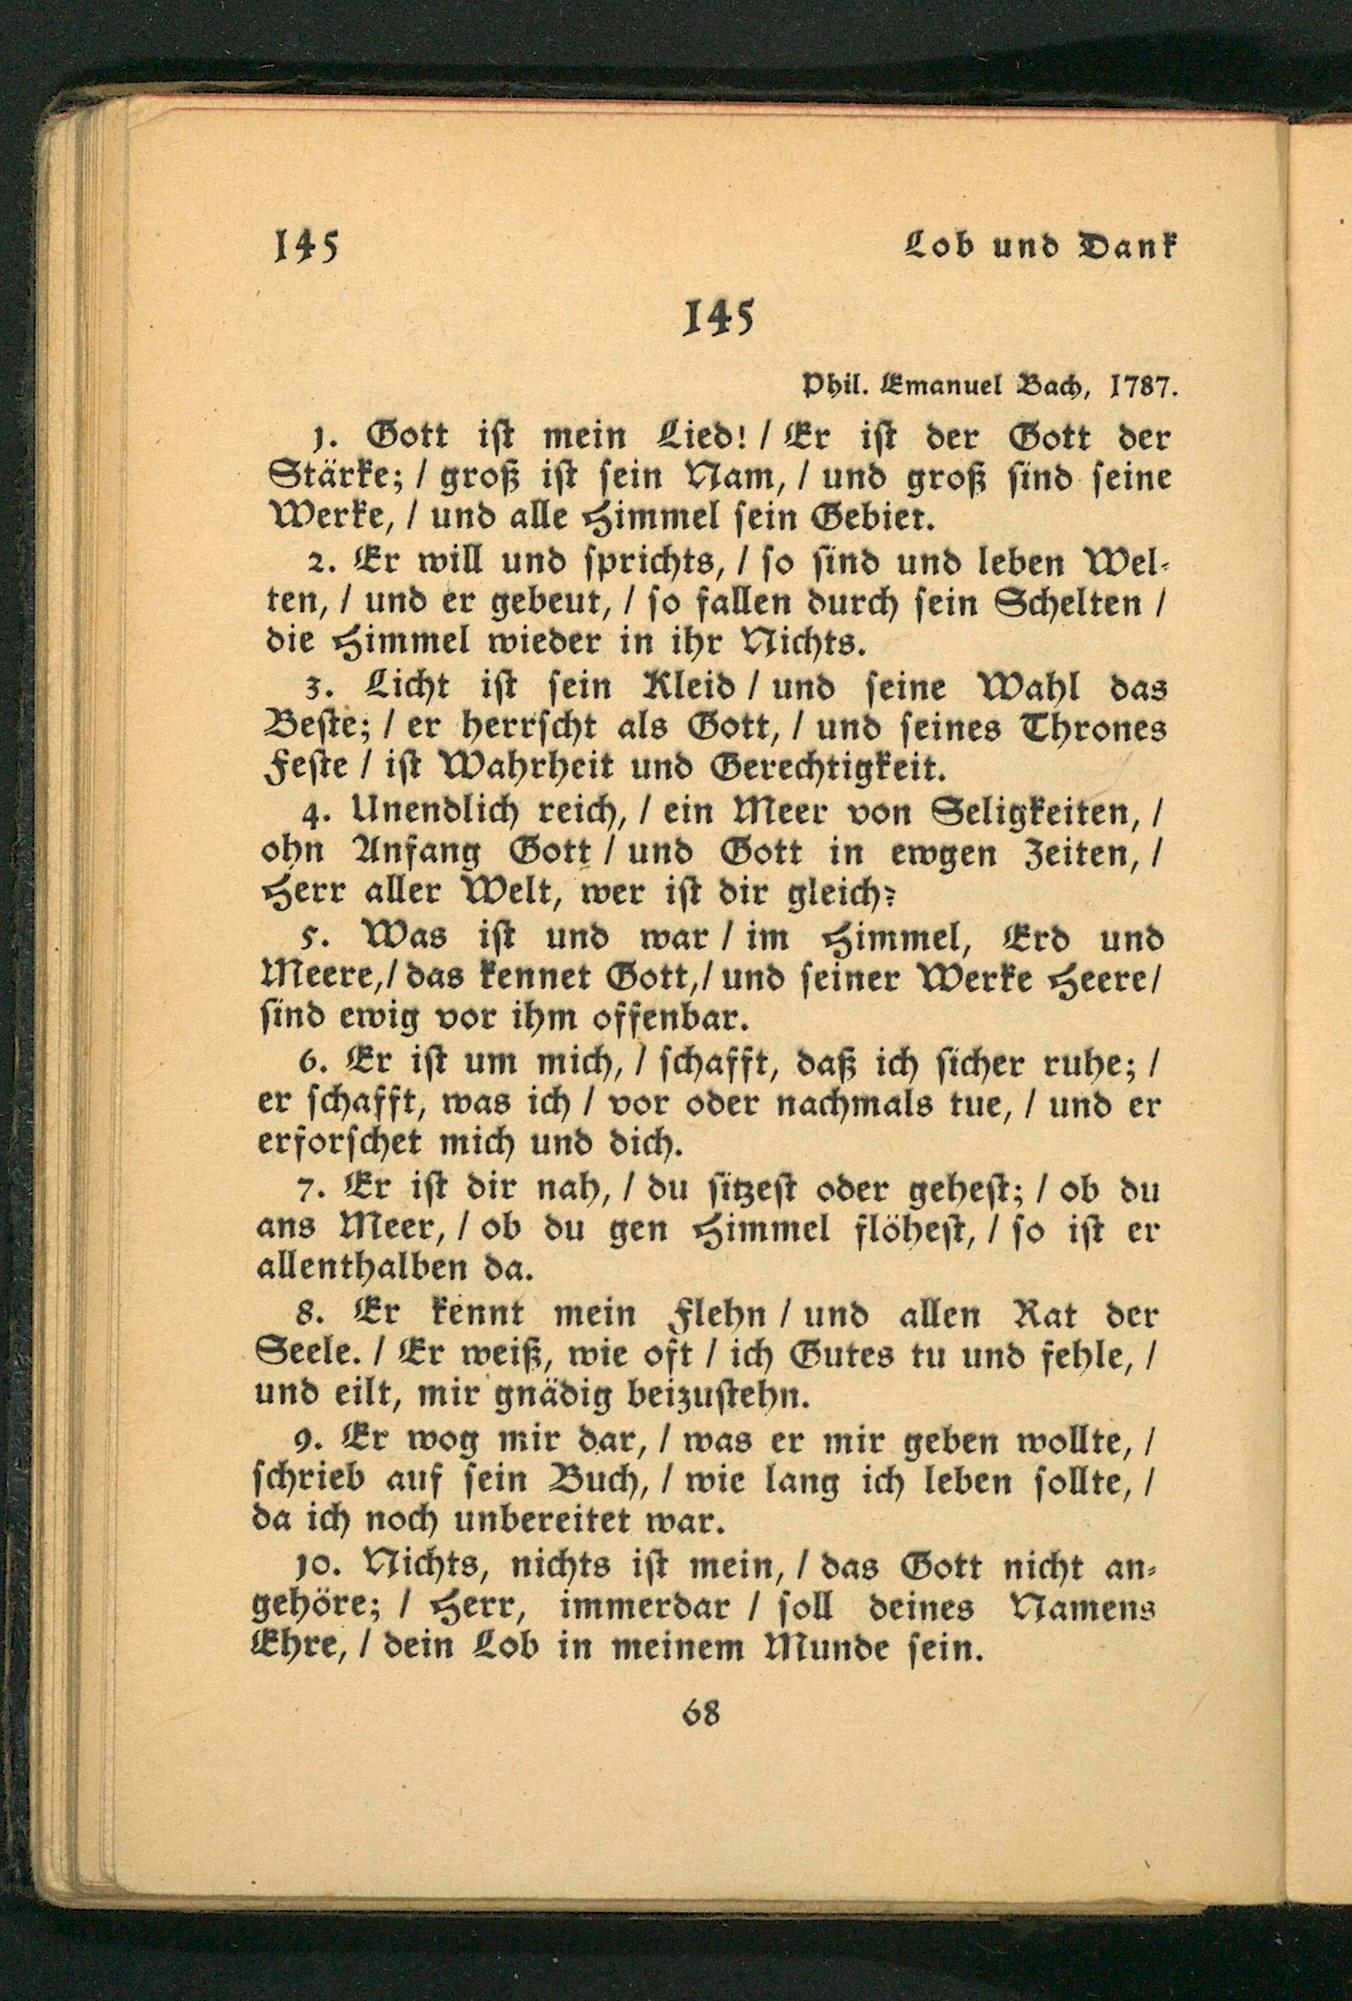 145 Lob und Dank
145
Phil. Emanuel Bach, 1787.
1. Gott ist mein Lied! / Er ist der Gott der
Stärke; / groß ist sein Nam, / und groß sind seine
Werke, / und alle Himmel sein Gebiet.
2. Er will und sprichts, / so sind und leben Wel-
ten, / und er gebeut, / so fallen durch sein Schelten /
die Himmel wieder in ihr Nichts.
3. Licht ist sein Kleid / und seine Wahl das
Beste; / er herrscht als Gott, / und seines Thrones
Feste / ist Wahrheit und Gerechtigkeit.
4. Unendlich reich, / ein Meer von Seligkeiten, /
ohn Anfang Gott / und Gott in ewgen Zeiten, /
Herr aller Welt, wer ist dir gleich?
5. Was ist und war / im Himmel, Erd und
Meere, / das kennet Gott, / und seiner Werke Heere /
sind ewig vor ihm offenbar.
6. Er ist um mich, / schafft, daß ich sicher ruhe; /
er schafft, was ich / vor oder nachmals tue, / und er
erforschet mich und dich.
7. Er ist dir nah, / du sitzest oder gehest; / ob du
ans Meer, / ob du gen Himmel flöhest, / so ist er
allenthalben da.
8. Er kennt mein Flehn / und allen Rat der
Seele. / Er weiß, wie oft / ich Gutes tu und fehle, /
und eilt, mir gnädig beizustehn.
9. Er wog mir dar, / was er mir geben wollte, /
schrieb auf sein Buch, / wie lang ich leben sollte, /
da ich noch unbereitet war.
10. Nichts, nichts ist mein, / das Gott nicht an-
gehöre; / Herr, immerdar / soll deines Namens
Ehre, / dein Lob in meinem Munde sein.
68